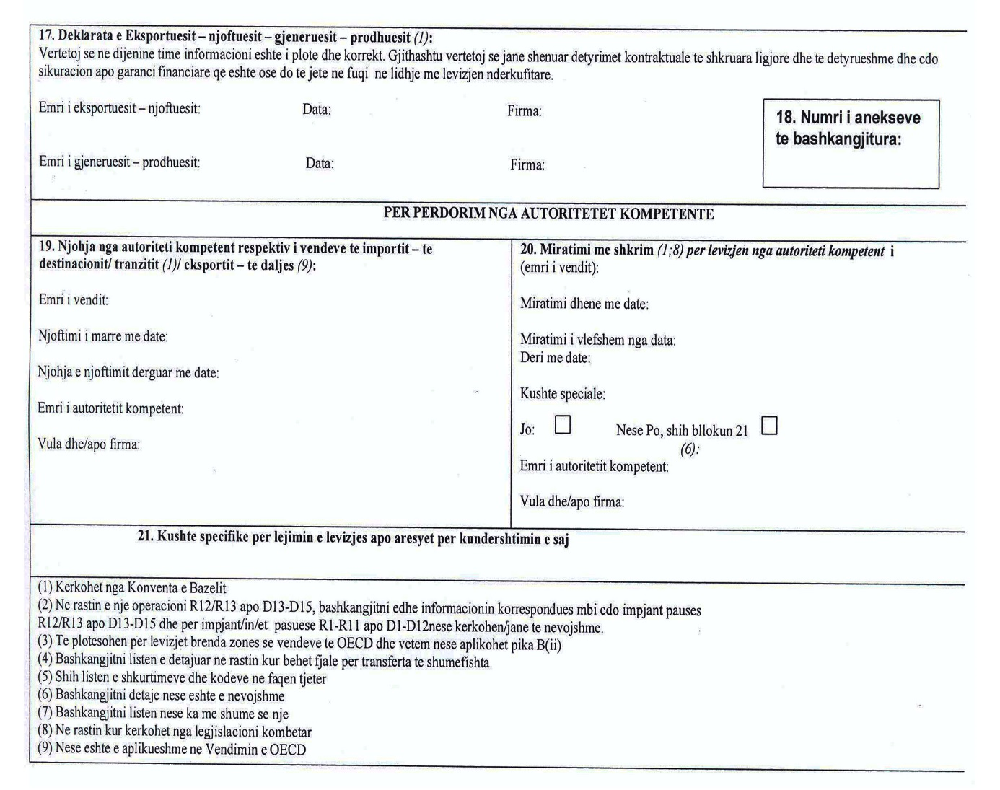 17. Deklarata e Eksportuesit – njoftuesit – gjeneruesit – prodhuesit (1):
Vertetoj se ne dijenine time informacioni eshte i plote dhe korrekt. Gjithashtu vertetoj se jane shenuar detyrimet kontraktuale te shkruara ligjore dhe te detyrueshme dhe cdo
sikuracion apo garanci financiare qe eshte ose do te jete ne fuqi ne lidhje me levizjen nderkufitare.
Emri i eksportuesit – njoftuesit: Data: Firma:
18. Numri i anekseve
te bashkangjitura:
Emri i gjeneruesit – prodhuesit: Data: Firma:
PER PERDORIM NGA AUTORITETET KOMPETENTE
19. Njohja nga autoriteti kompetent respektiv i vendeve te importit – te
destinacionit/ tranzitit (1)/ eksportit – te daljes (9):
Emri i vendit:
Njoftimi i marre me date:
Njohja e njoftimit derguar me date:
Emri i autoritetit kompetent:
Vula dhe/apo firma:
20. Miratimi me shkrim (1;8) per levizjen nga autoriteti kompetent i
(emri i vendit):
Miratimi dhene me date:
Miratimi i vlefshem nga data:
Deri me date:
Kushte speciale:
Jo: Nese Po, shih bllokun 21
(6):
Emri i autoritetit kompetent:
Vula dhe/apo firma:
21. Kushte specifike per lejimin e levizjes apo aresyet per kundershtimin e saj
(1) Kerkohet nga Konventa e Bazelit
(2) Ne rastin e nje operacioni R12/R13 apo D13-D15, bashkangjitni edhe informacionin korrespondues mbi cdo impjant pauses
R12/R13 apo D13-D15 dhe per impjant/in/et pasuese R1-R11 apo D1-D12nese kerkohen/jane te nevojshme.
(3) Te plotesohen per levizjet brenda zones se vendeve te OECD dhe vetem nese aplikohet pika B(ii)
(4) Bashkangjitni listen e detajuar ne rastin kur behet fjale per transferta te shumefishta
(5) Shih listen e shkurtimeve dhe kodeve ne faqen tjeter
(6) Bashkangjitni detaje nese eshte e nevojshme
(7) Bashkangjitni listen nese ka me shume se nje
(8) Ne rastin kur kerkohet nga legjislacioni kombetar
(9) Nese eshte e aplikueshme ne Vendimin e OECD